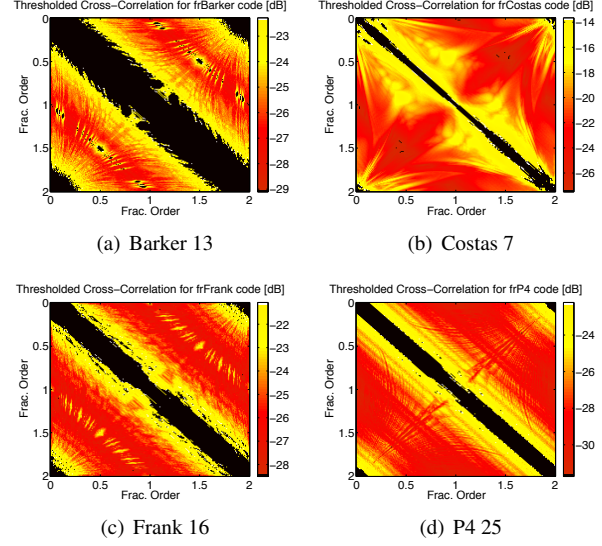 Thresholded Cross−Correlation for frBarker code [dB]
Thresholded Cross−Correlation for frCostas code [dB]
0
0.5
1
1.5
2
Frac. Order
0 0.5 1 1.5 2
Frac. Order
−23
−24
−25
−26
−27
−28
−29
0
0.5
1
1.5
2
Frac. Order
0 0.5 1 1.5 2
Frac. Order
−14
−16
−18
−20
−22
−24
−26
(a) Barker 13
(b) Costas 7
Thresholded Cross−Correlation for frFrank code [dB]
Thresholded Cross−Correlation for frP4 code [dB]
0
0.5
1
1.5
2
Frac. Order
0 0.5 1 1.5 2
Frac. Order
−22
−23
−24
−25
−26
−27
−28
0
0.5
1
1.5
2
Frac. Order
0 0.5 1 1.5 2
Frac. Order
−24
−26
−28
−30
(c) Frank 16
(d) P4 25